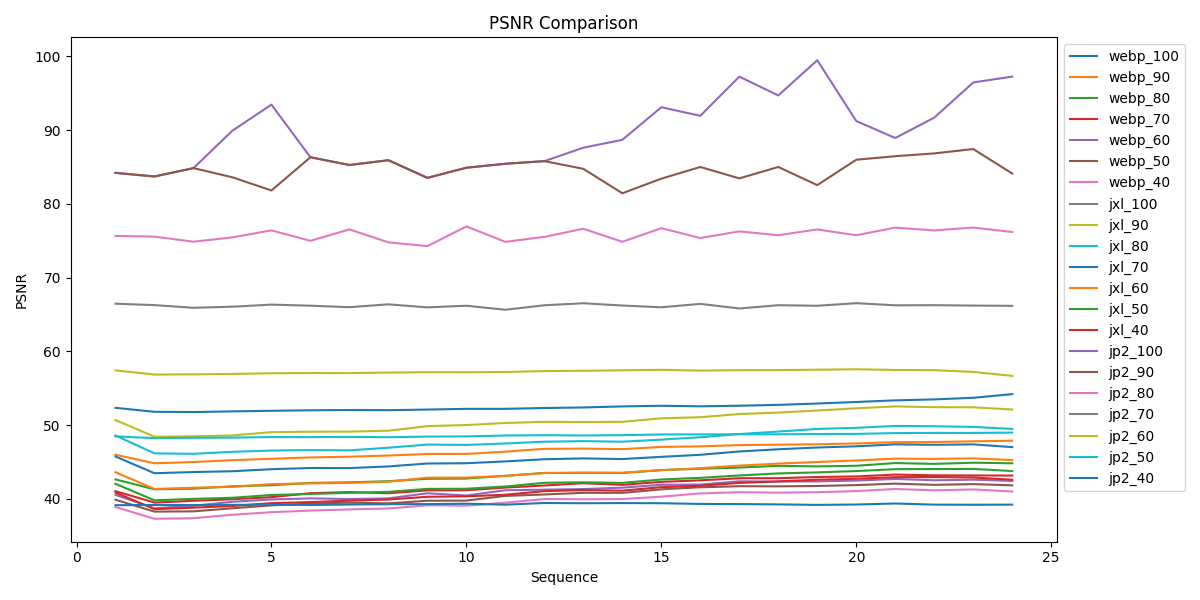 PSNR Comparison
100
90
80
70
60
50
40
PSNR
0
5
10
15
20
25
Sequence
webp_100
webp_90
webp_80
webp_70
webp_60
webp_50
webp_40
jxl_100
jxl_90
jxl_80
jxl_70
jxl_60
jxl_50
jxl_40
jp2_100
jp2_90
jp2_80
jp2_70
jp2_60
jp2_50
jp2_40